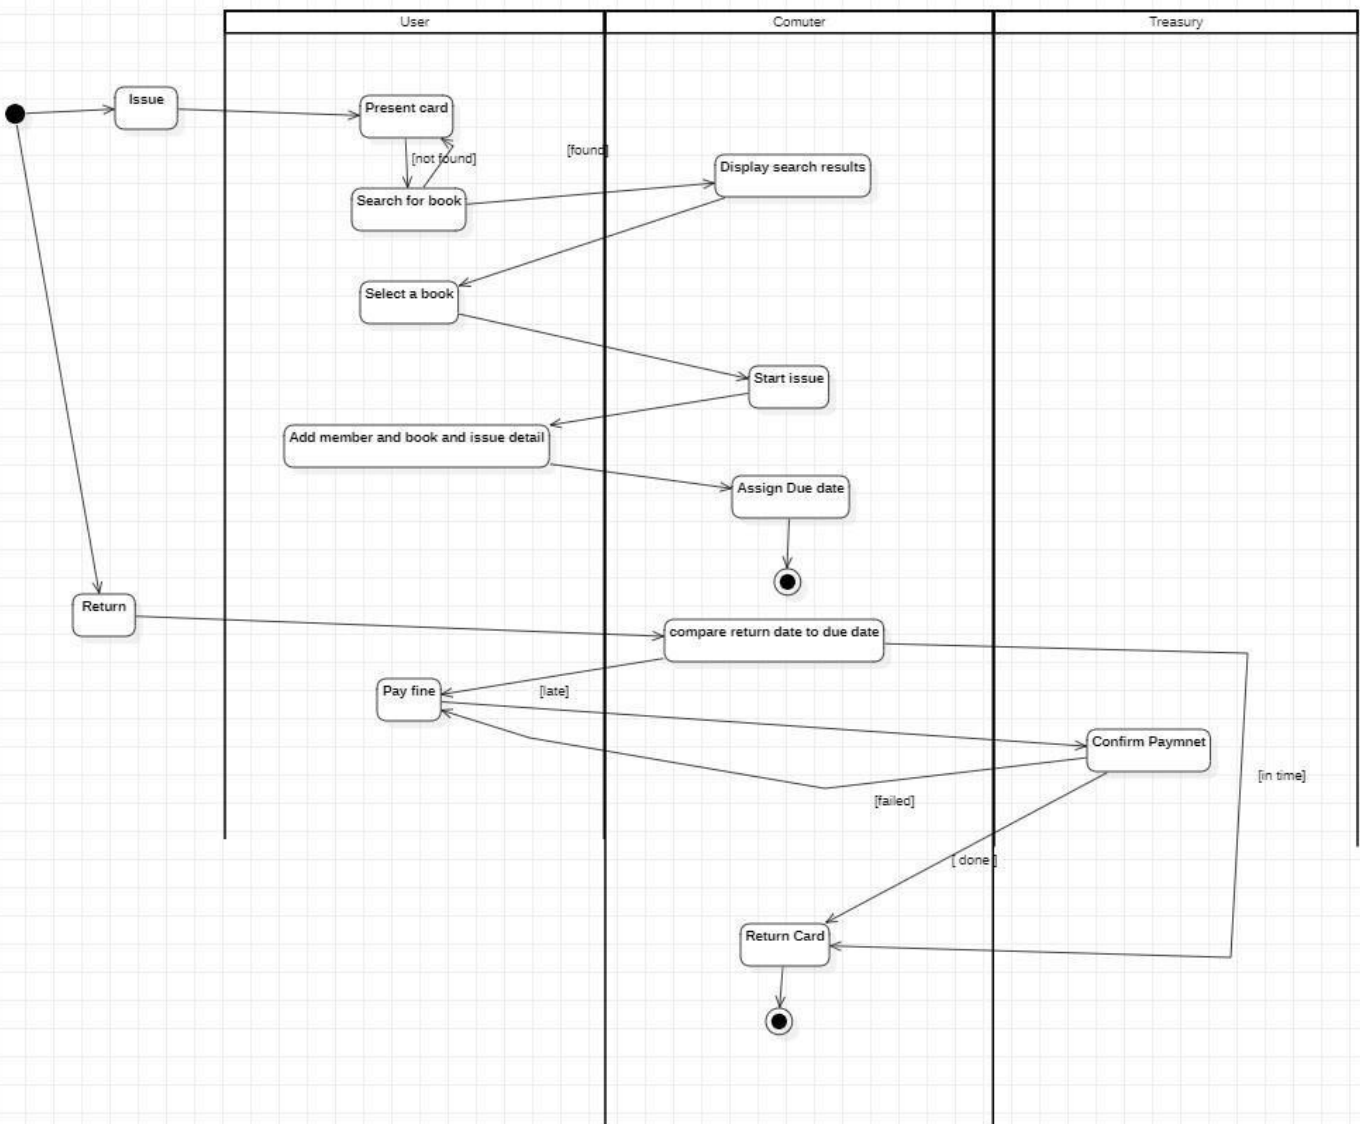 User
Comuter
Treasury
Issue
Present card
[not found]
[found]
Display search results
Search for book
Select a book
Start issue
Add member and book and issue detail
Assign Due date
Return
compare return date to due date
Pay fine
[late]
Confirm Paymnet
[in time]
[failed]
[ done ]
Return Card